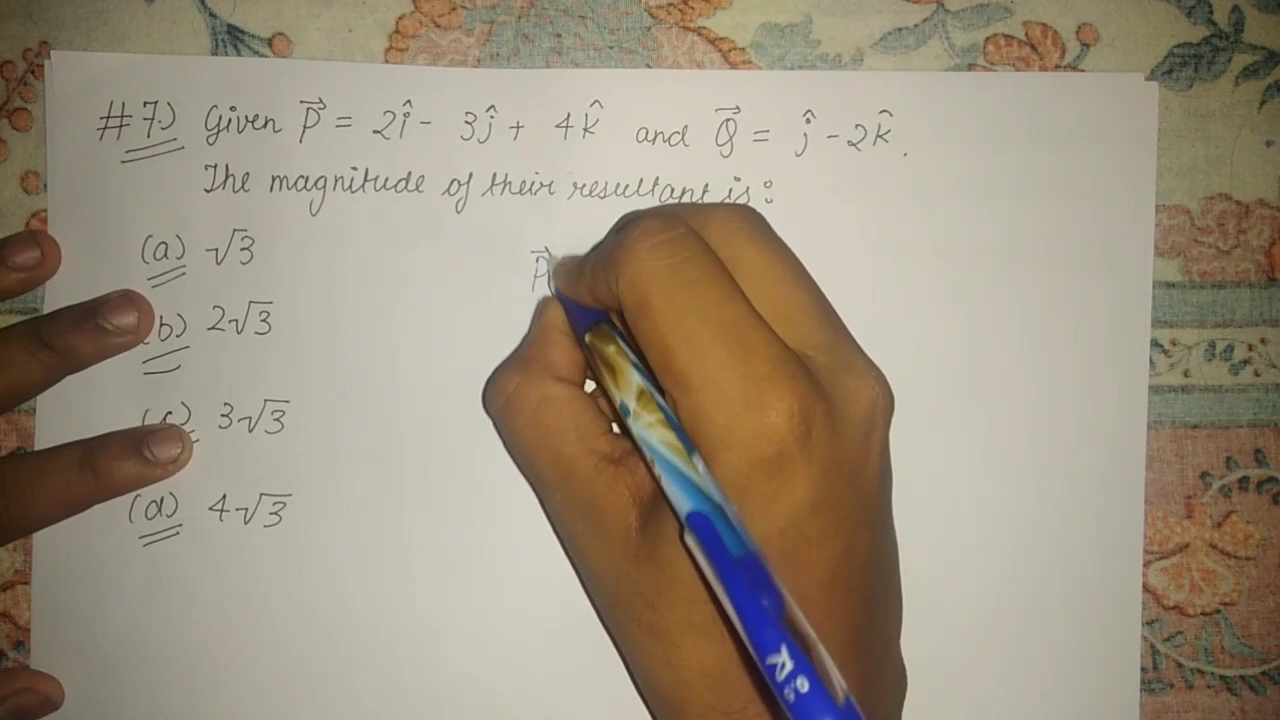 #7.) Given P⃗ = 2î - 3ĵ + 4k̂ and Q⃗ = ĵ - 2k̂.
The magnitude of their resultant is:
(a) √3
P⃗
(b) 2√3
(c) 3√3
(d) 4√3